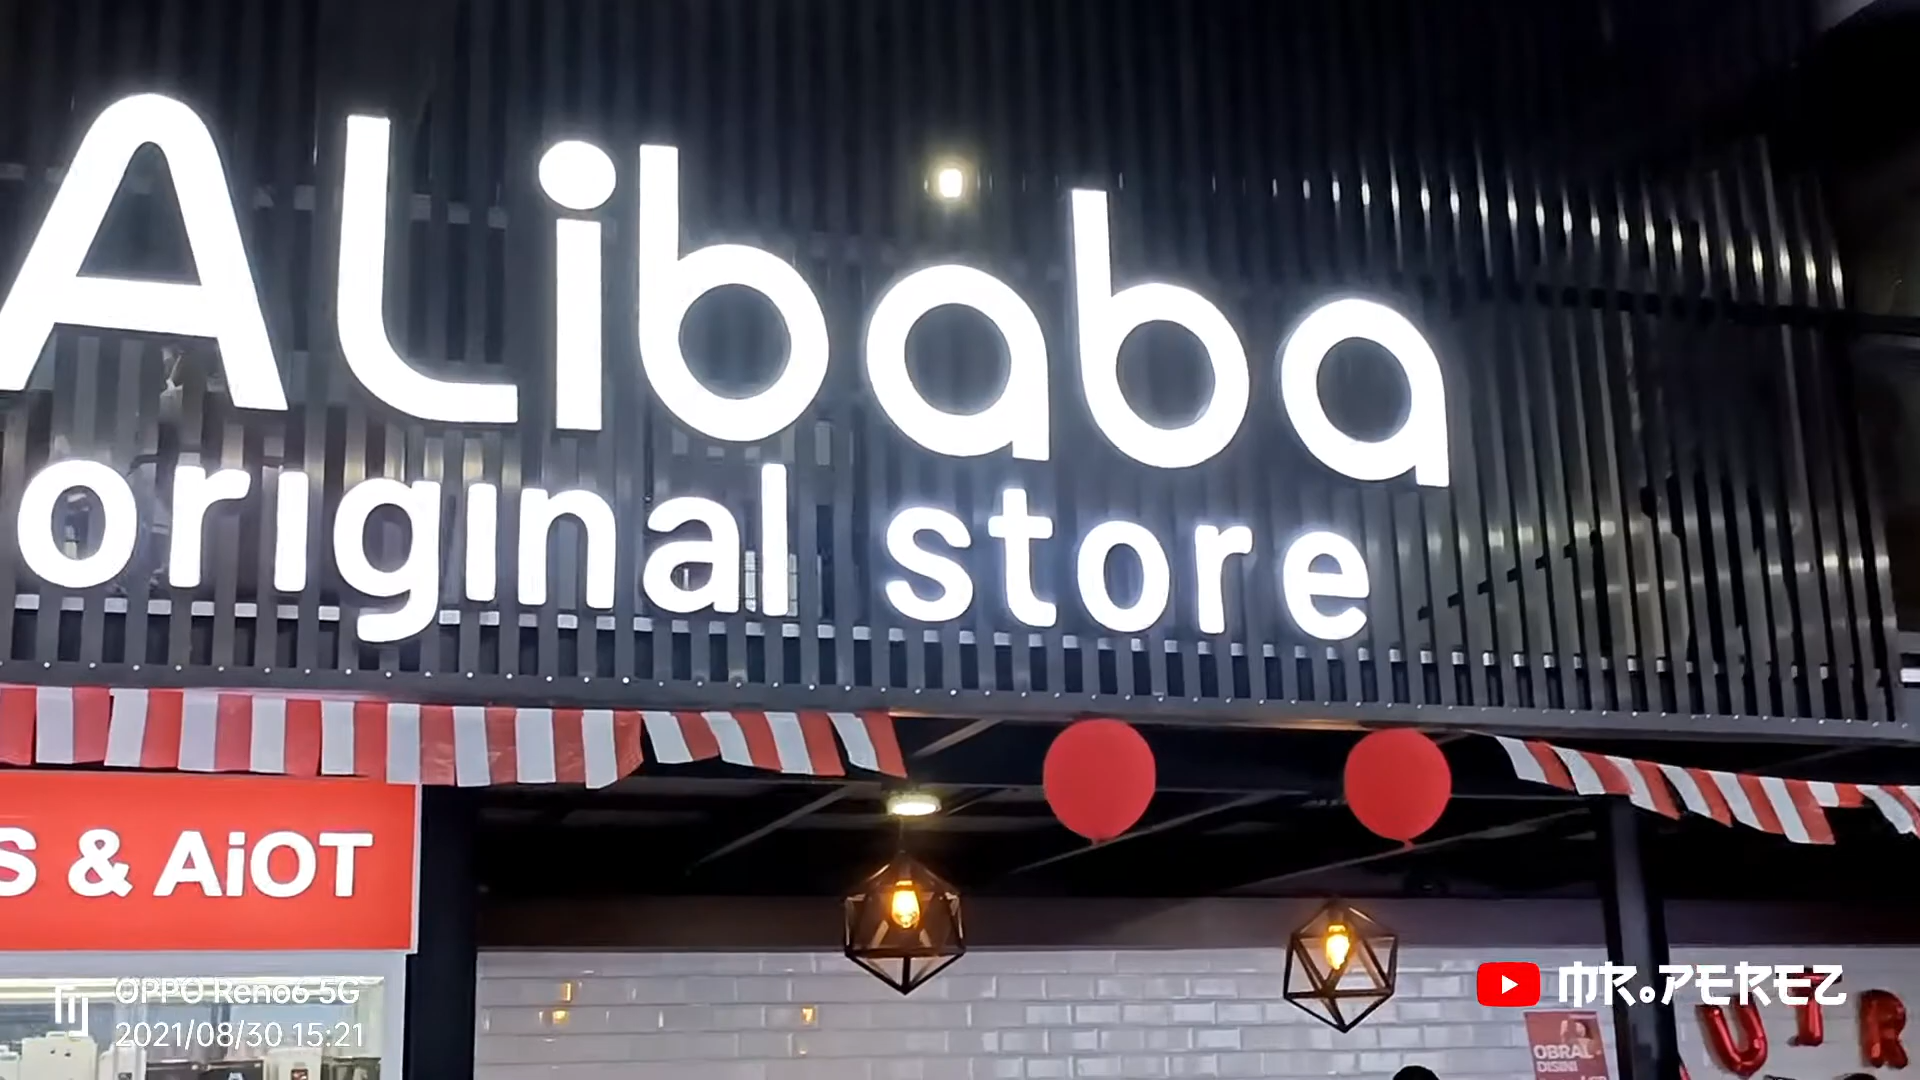 ALibaba
original store
S & AiOT
OPPO Reno6 5G
2021/08/30 15:21
MR.PEREZ
OBRAL
DISINI
U T R